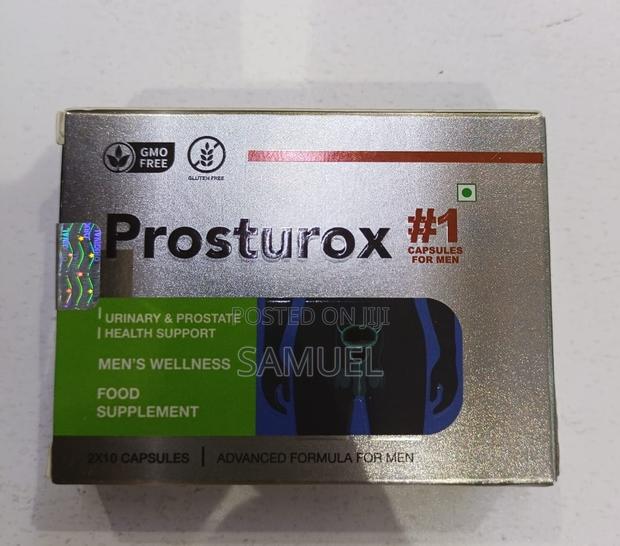 GMO
FREE
GLUTEN FREE
Prosturox
#1
CAPSULES
FOR MEN
URINARY & PROSTATE
HEALTH SUPPORT
MEN'S WELLNESS
FOOD
SUPPLEMENT
2X10 CAPSULES | ADVANCED FORMULA FOR MEN
POSTED ON JIJI
SAMUEL